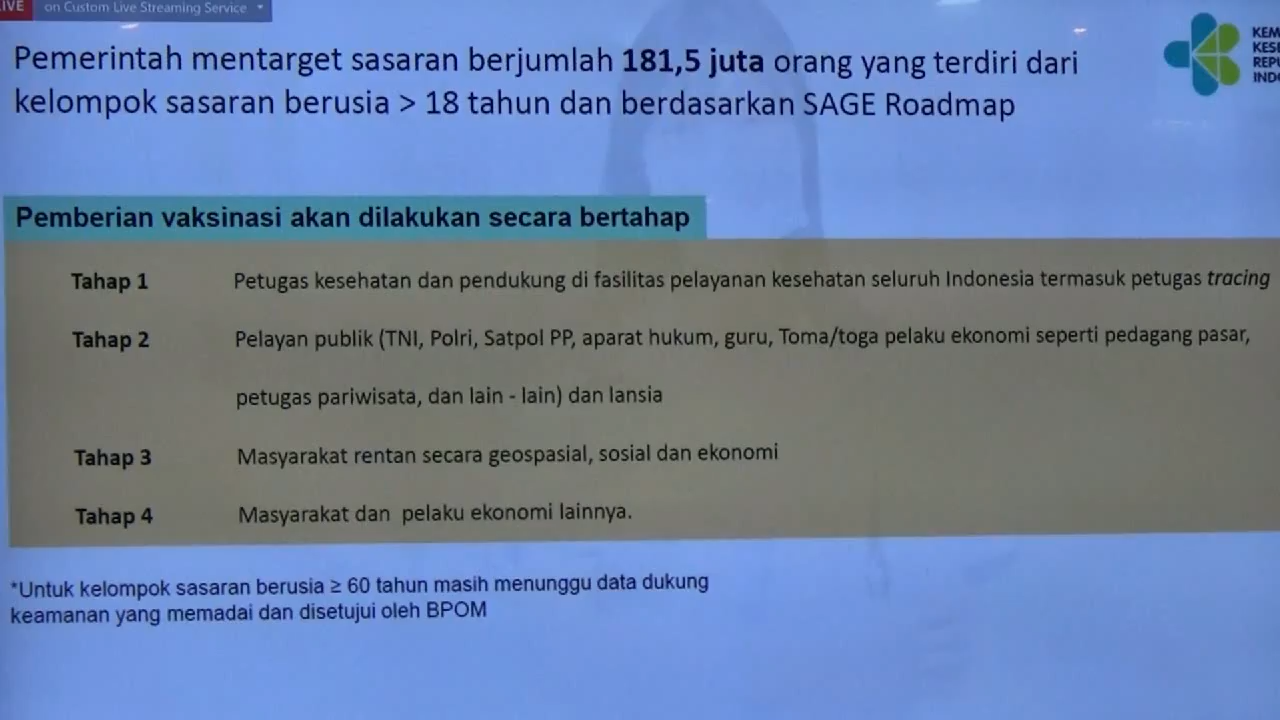 LIVE on Custom Live Streaming Service
Pemerintah mentarget sasaran berjumlah 181,5 juta orang yang terdiri dari
kelompok sasaran berusia > 18 tahun dan berdasarkan SAGE Roadmap
KEM
KES
REPU
INDO
Pemberian vaksinasi akan dilakukan secara bertahap
Tahap 1 Petugas kesehatan dan pendukung di fasilitas pelayanan kesehatan seluruh Indonesia termasuk petugas tracing
Tahap 2 Pelayan publik (TNI, Polri, Satpol PP, aparat hukum, guru, Toma/toga pelaku ekonomi seperti pedagang pasar,
petugas pariwisata, dan lain - lain) dan lansia
Tahap 3 Masyarakat rentan secara geospasial, sosial dan ekonomi
Tahap 4 Masyarakat dan pelaku ekonomi lainnya.
*Untuk kelompok sasaran berusia ≥ 60 tahun masih menunggu data dukung
keamanan yang memadai dan disetujui oleh BPOM